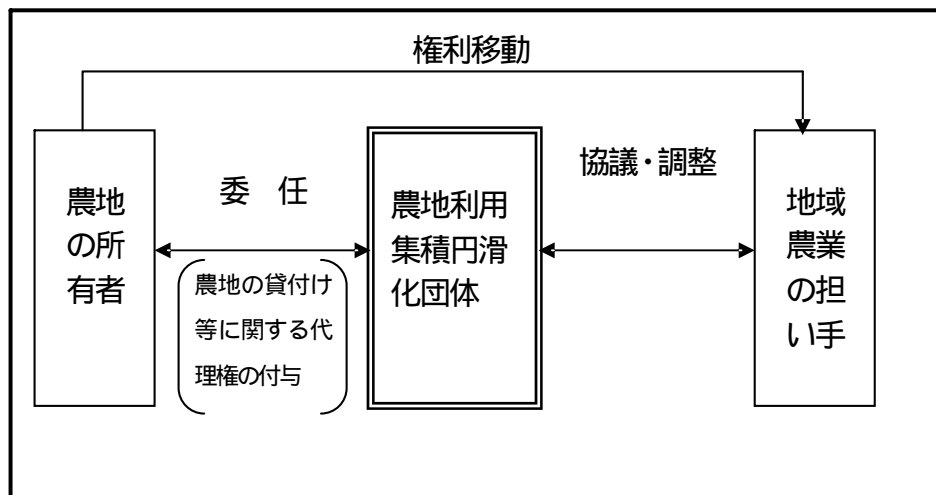 権利移動
農地
の所
有者
委 任
農地の貸付け
等に関する代
理権の付与
農地利用
集積円滑
化団体
協議・調整
地域
農業
の担
い手